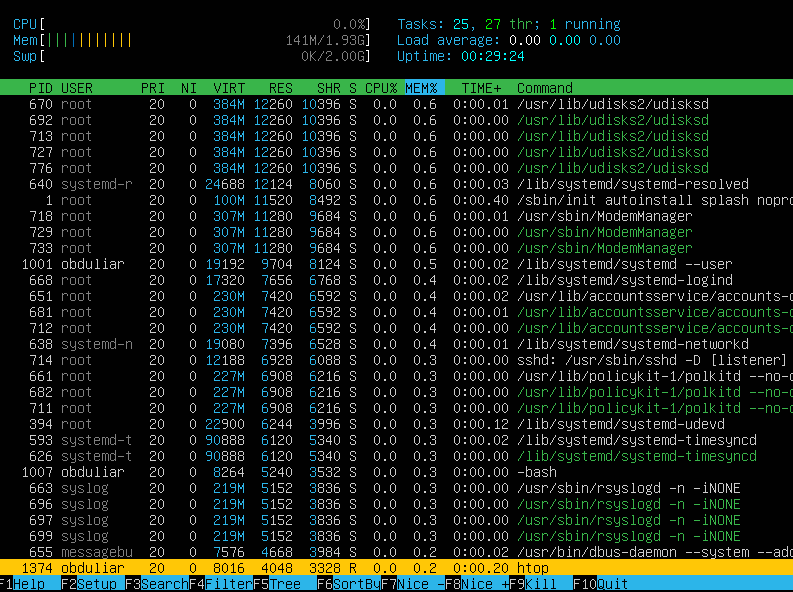 CPU[ 0.0%] Tasks: 25, 27 thr; 1 running
Mem[||||||||||| 141M/1.93G] Load average: 0.00 0.00 0.00
Swp[ 0K/2.00G] Uptime: 00:29:24
PID USER PRI NI VIRT RES SHR S CPU% MEM% TIME+ Command
670 root 20 0 384M 12260 10396 S 0.0 0.6 0:00.01 /usr/lib/udisks2/udisksd
692 root 20 0 384M 12260 10396 S 0.0 0.6 0:00.00 /usr/lib/udisks2/udisksd
713 root 20 0 384M 12260 10396 S 0.0 0.6 0:00.00 /usr/lib/udisks2/udisksd
727 root 20 0 384M 12260 10396 S 0.0 0.6 0:00.00 /usr/lib/udisks2/udisksd
776 root 20 0 384M 12260 10396 S 0.0 0.6 0:00.00 /usr/lib/udisks2/udisksd
640 systemd-r 20 0 24688 12124 8060 S 0.0 0.6 0:00.03 /lib/systemd/systemd-resolved
1 root 20 0 100M 11520 8492 S 0.0 0.6 0:00.40 /sbin/init autoinstall splash nopro
718 root 20 0 307M 11280 9684 S 0.0 0.6 0:00.01 /usr/sbin/ModemManager
729 root 20 0 307M 11280 9684 S 0.0 0.6 0:00.00 /usr/sbin/ModemManager
733 root 20 0 307M 11280 9684 S 0.0 0.6 0:00.00 /usr/sbin/ModemManager
1001 obduliar 20 0 19192 9704 8124 S 0.0 0.5 0:00.02 /lib/systemd/systemd --user
668 root 20 0 17320 7656 6768 S 0.0 0.4 0:00.02 /lib/systemd/systemd-logind
651 root 20 0 230M 7420 6592 S 0.0 0.4 0:00.02 /usr/lib/accountsservice/accounts-d
681 root 20 0 230M 7420 6592 S 0.0 0.4 0:00.01 /usr/lib/accountsservice/accounts-d
712 root 20 0 230M 7420 6592 S 0.0 0.4 0:00.00 /usr/lib/accountsservice/accounts-d
638 systemd-n 20 0 19080 7396 6528 S 0.0 0.4 0:00.01 /lib/systemd/systemd-networkd
714 root 20 0 12188 6928 6088 S 0.0 0.3 0:00.00 sshd: /usr/sbin/sshd -D [listener]
661 root 20 0 227M 6908 6216 S 0.0 0.3 0:00.01 /usr/lib/policykit-1/polkitd --no-d
682 root 20 0 227M 6908 6216 S 0.0 0.3 0:00.00 /usr/lib/policykit-1/polkitd --no-d
711 root 20 0 227M 6908 6216 S 0.0 0.3 0:00.00 /usr/lib/policykit-1/polkitd --no-d
394 root 20 0 22900 6244 3996 S 0.0 0.3 0:00.12 /lib/systemd/systemd-udevd
593 systemd-t 20 0 90888 6120 5340 S 0.0 0.3 0:00.02 /lib/systemd/systemd-timesyncd
626 systemd-t 20 0 90888 6120 5340 S 0.0 0.3 0:00.00 /lib/systemd/systemd-timesyncd
1007 obduliar 20 0 8264 5240 3532 S 0.0 0.3 0:00.00 -bash
663 syslog 20 0 219M 5152 3836 S 0.0 0.3 0:00.00 /usr/sbin/rsyslogd -n -iNONE
696 syslog 20 0 219M 5152 3836 S 0.0 0.3 0:00.00 /usr/sbin/rsyslogd -n -iNONE
697 syslog 20 0 219M 5152 3836 S 0.0 0.3 0:00.00 /usr/sbin/rsyslogd -n -iNONE
699 syslog 20 0 219M 5152 3836 S 0.0 0.3 0:00.00 /usr/sbin/rsyslogd -n -iNONE
655 messagebu 20 0 7576 4668 3984 S 0.0 0.2 0:00.02 /usr/bin/dbus-daemon --system --add
1374 obduliar 20 0 8016 4048 3328 R 0.0 0.2 0:00.20 htop
F1Help F2Setup F3SearchF4FilterF5Tree F6SortByF7Nice -F8Nice +F9Kill F10Quit